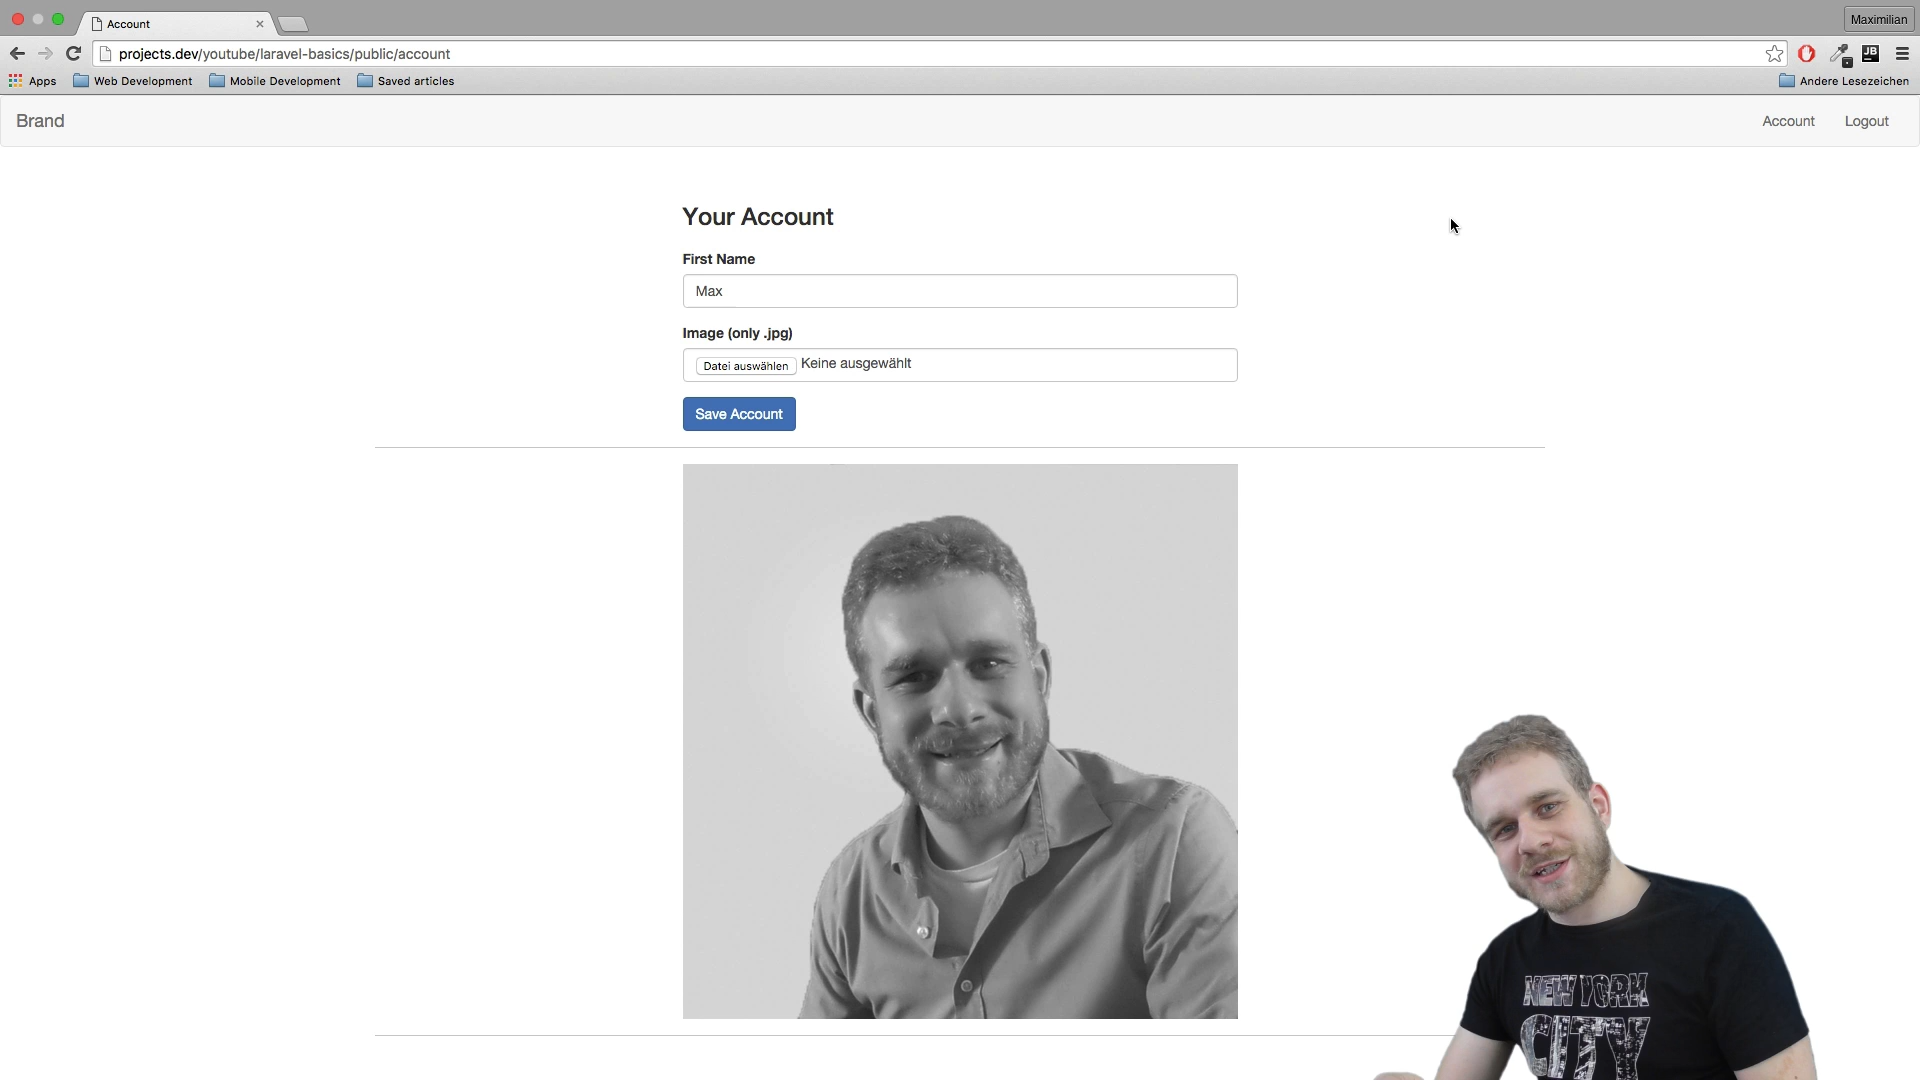 Account
Maximilian
projects.dev/youtube/laravel-basics/public/account
JB
Apps
Web Development
Mobile Development
Saved articles
Andere Lesezeichen
Brand
Account
Logout
Your Account
First Name
Max
Image (only .jpg)
Datei auswählen
Keine ausgewählt
Save Account
NEW YORK
CITY